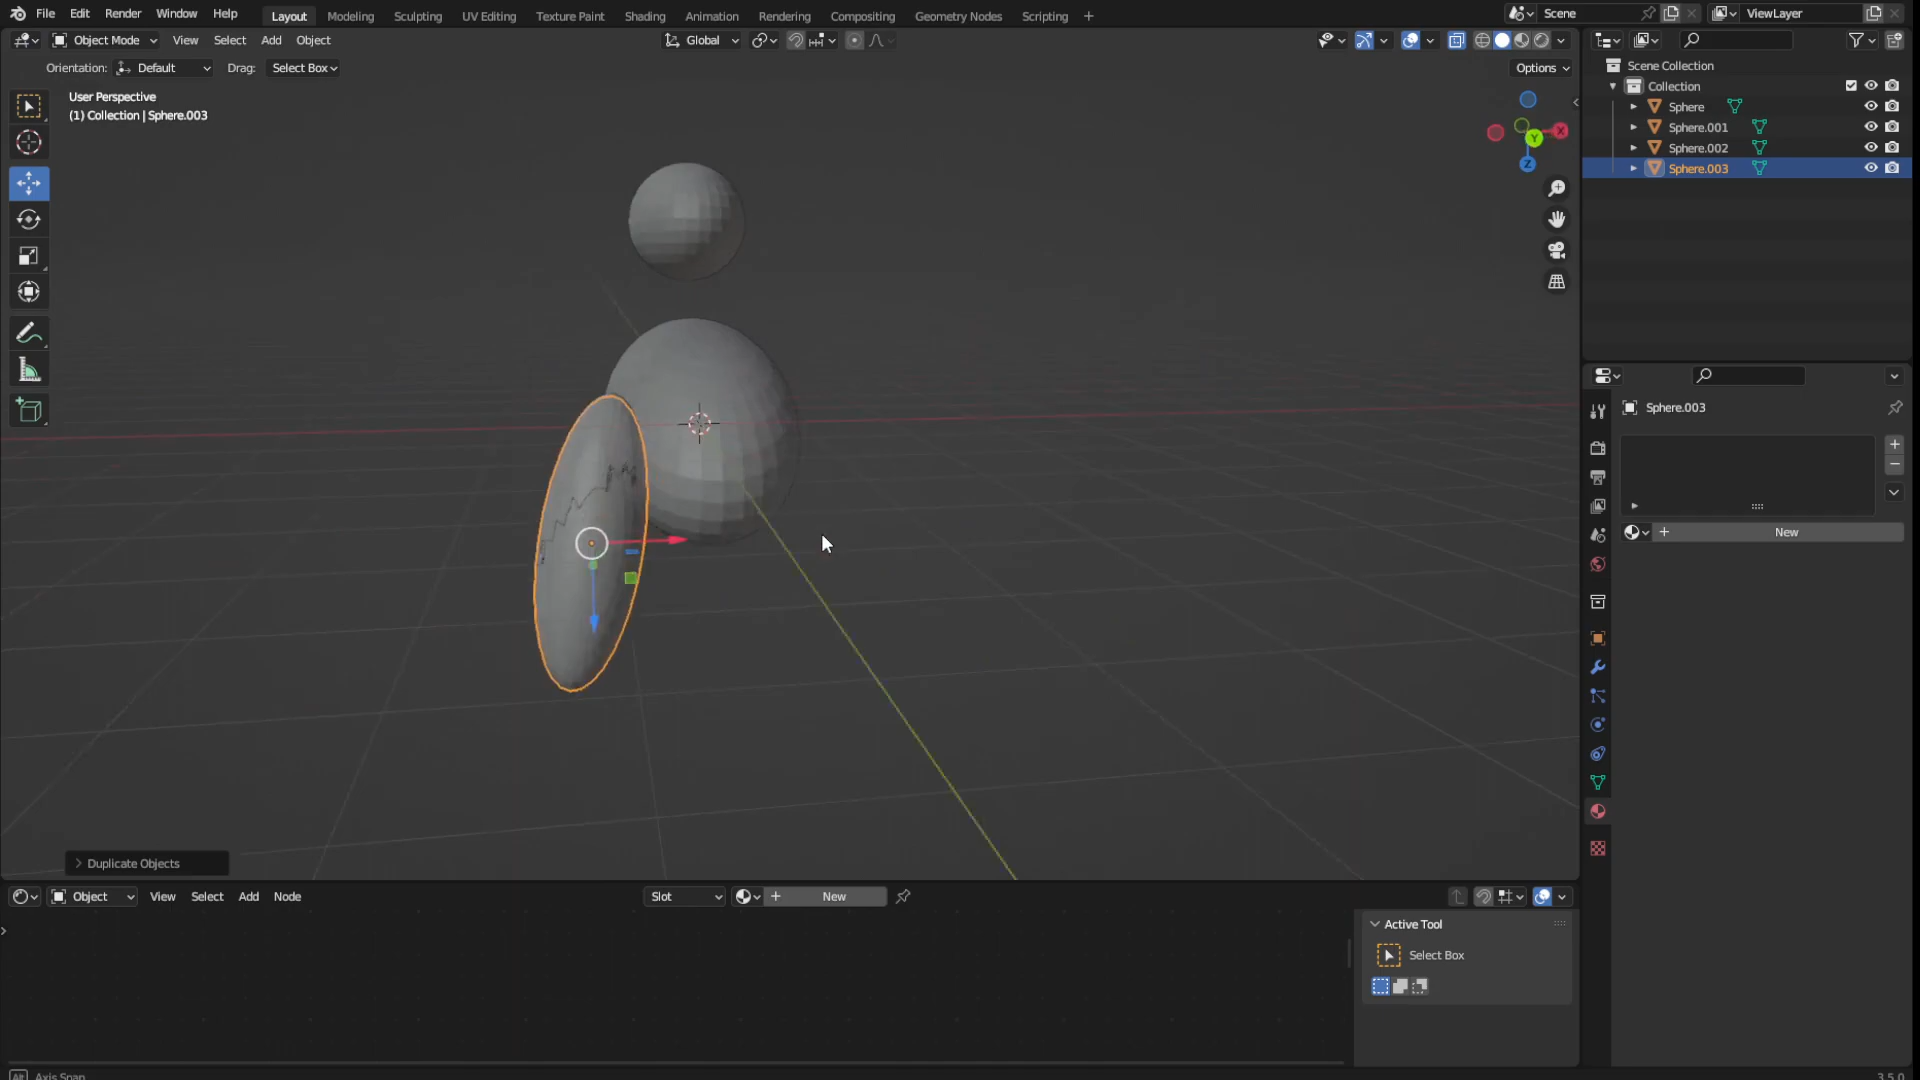 File Edit Render Window Help Layout Modeling Sculpting UV Editing Texture Paint Shading Animation Rendering Compositing Geometry Nodes Scripting + Scene ViewLayer
Object Mode View Select Add Object Global
Orientation: Default Drag: Select Box Options
User Perspective
(1) Collection | Sphere.003
X
Y
Z
Scene Collection
Collection
Sphere
Sphere.001
Sphere.002
Sphere.003
Sphere.003
+ New
Duplicate Objects
Object View Select Add Node Slot + New
Active Tool
Select Box
Alt Axis Snap
3.5.0